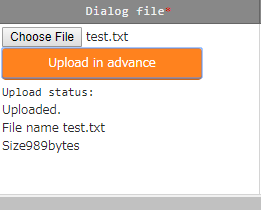 Dialog file*
Choose File test.txt
Upload in advance
Upload status:
Uploaded.
File name test.txt
Size989bytes